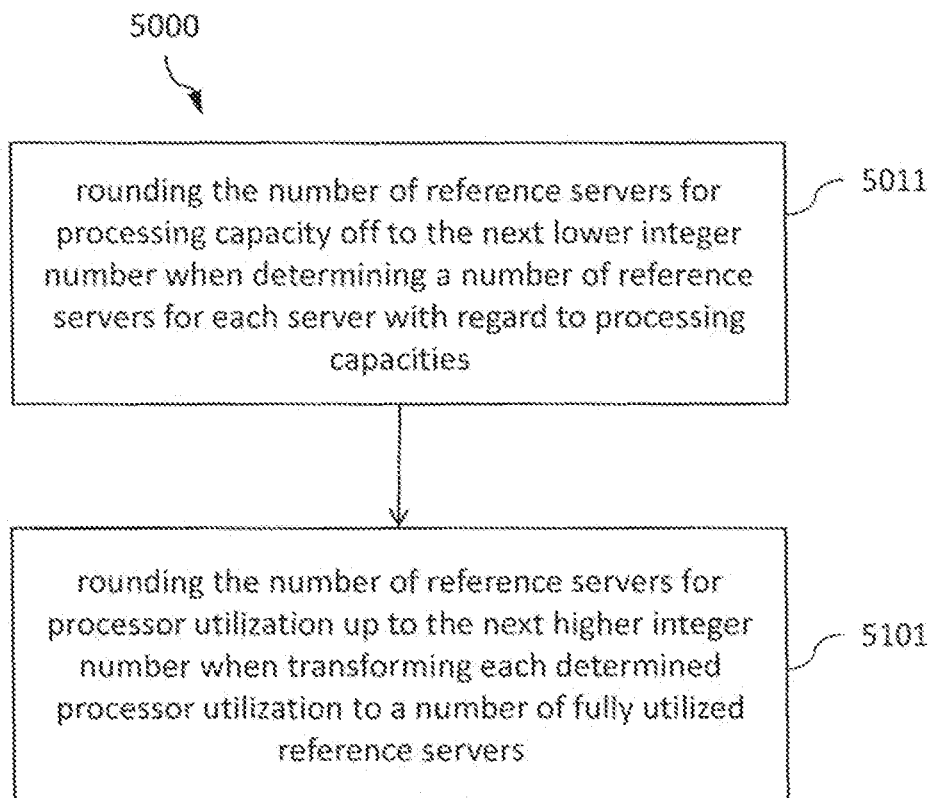 5000
rounding the number of reference servers for
processing capacity off to the next lower integer
number when determining a number of reference
servers for each server with regard to processing
capacities
5011
rounding the number of reference servers for
processor utilization up to the next higher integer
number when transforming each determined
processor utilization to a number of fully utilized
reference servers
5101